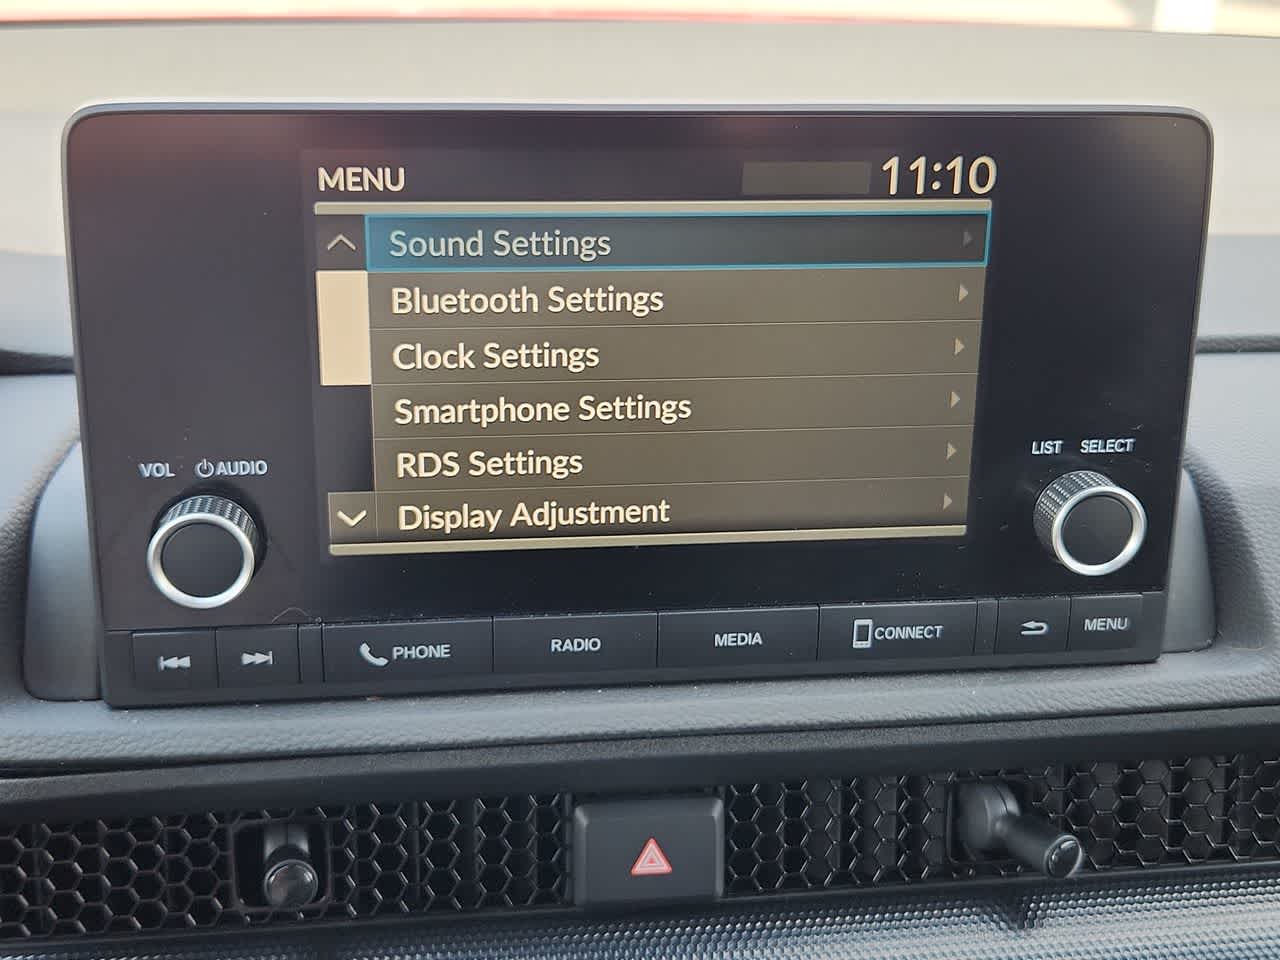 MENU 11:10
Sound Settings
Bluetooth Settings
Clock Settings
Smartphone Settings
RDS Settings
Display Adjustment
VOL AUDIO
LIST SELECT
PHONE RADIO MEDIA CONNECT MENU